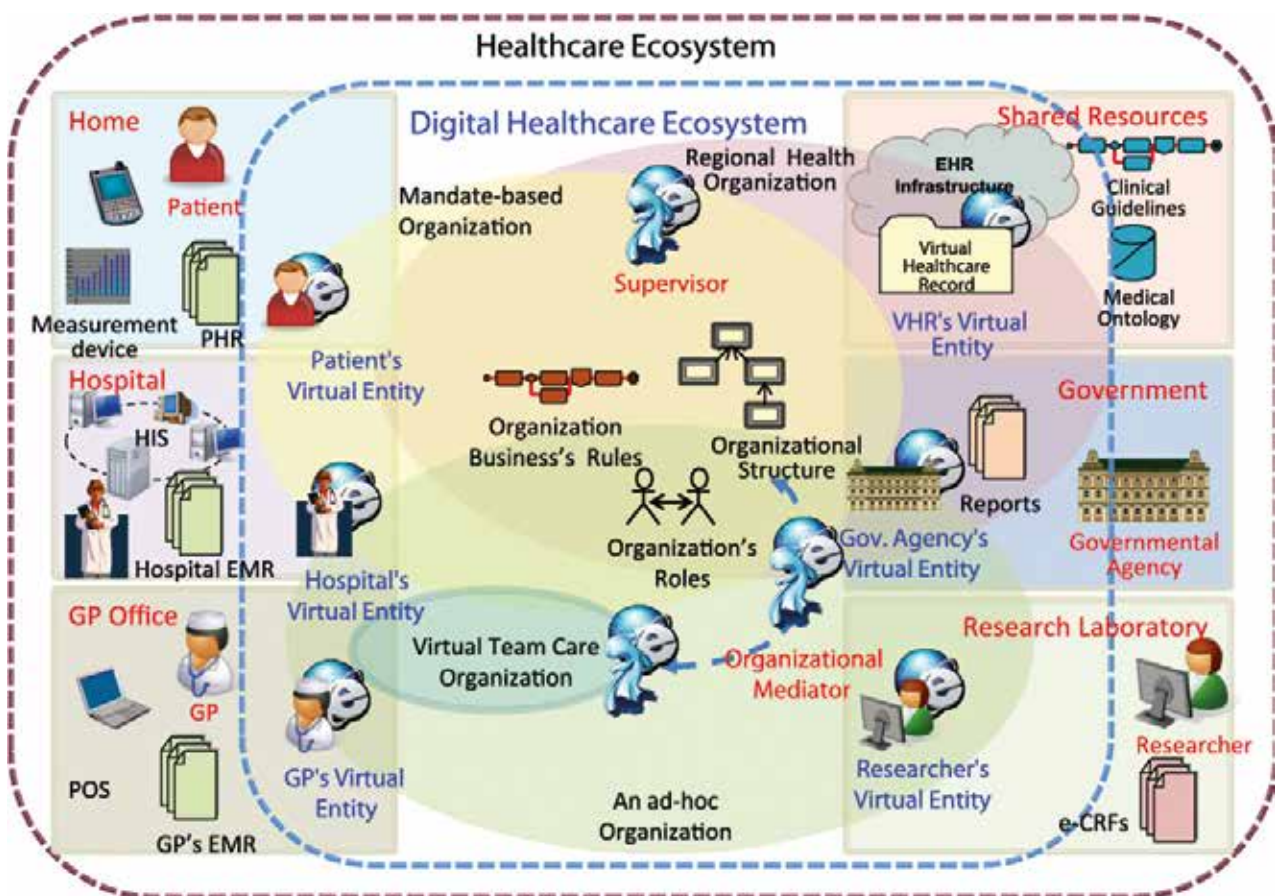 Healthcare Ecosystem
Home
Patient
Measurement
device
PHR
Digital Healthcare Ecosystem
Mandate-based
Organization
Regional Health
Organization
Supervisor
Shared Resources
EHR
Infrastructure
Virtual
Healthcare
Record
Clinical
Guidelines
Medical
Ontology
VHR's Virtual
Entity
Patient's
Virtual Entity
Hospital
HIS
Hospital EMR
Hospital's
Virtual Entity
Organization
Business's Rules
Organizational
Structure
Organization's
Roles
Government
Reports
Gov. Agency's
Virtual Entity
Governmental
Agency
GP Office
GP
POS
GP's EMR
GP's Virtual
Entity
Virtual Team Care
Organization
Organizational
Mediator
An ad-hoc
Organization
Research Laboratory
Researcher
Researcher's
Virtual Entity
e-CRFs